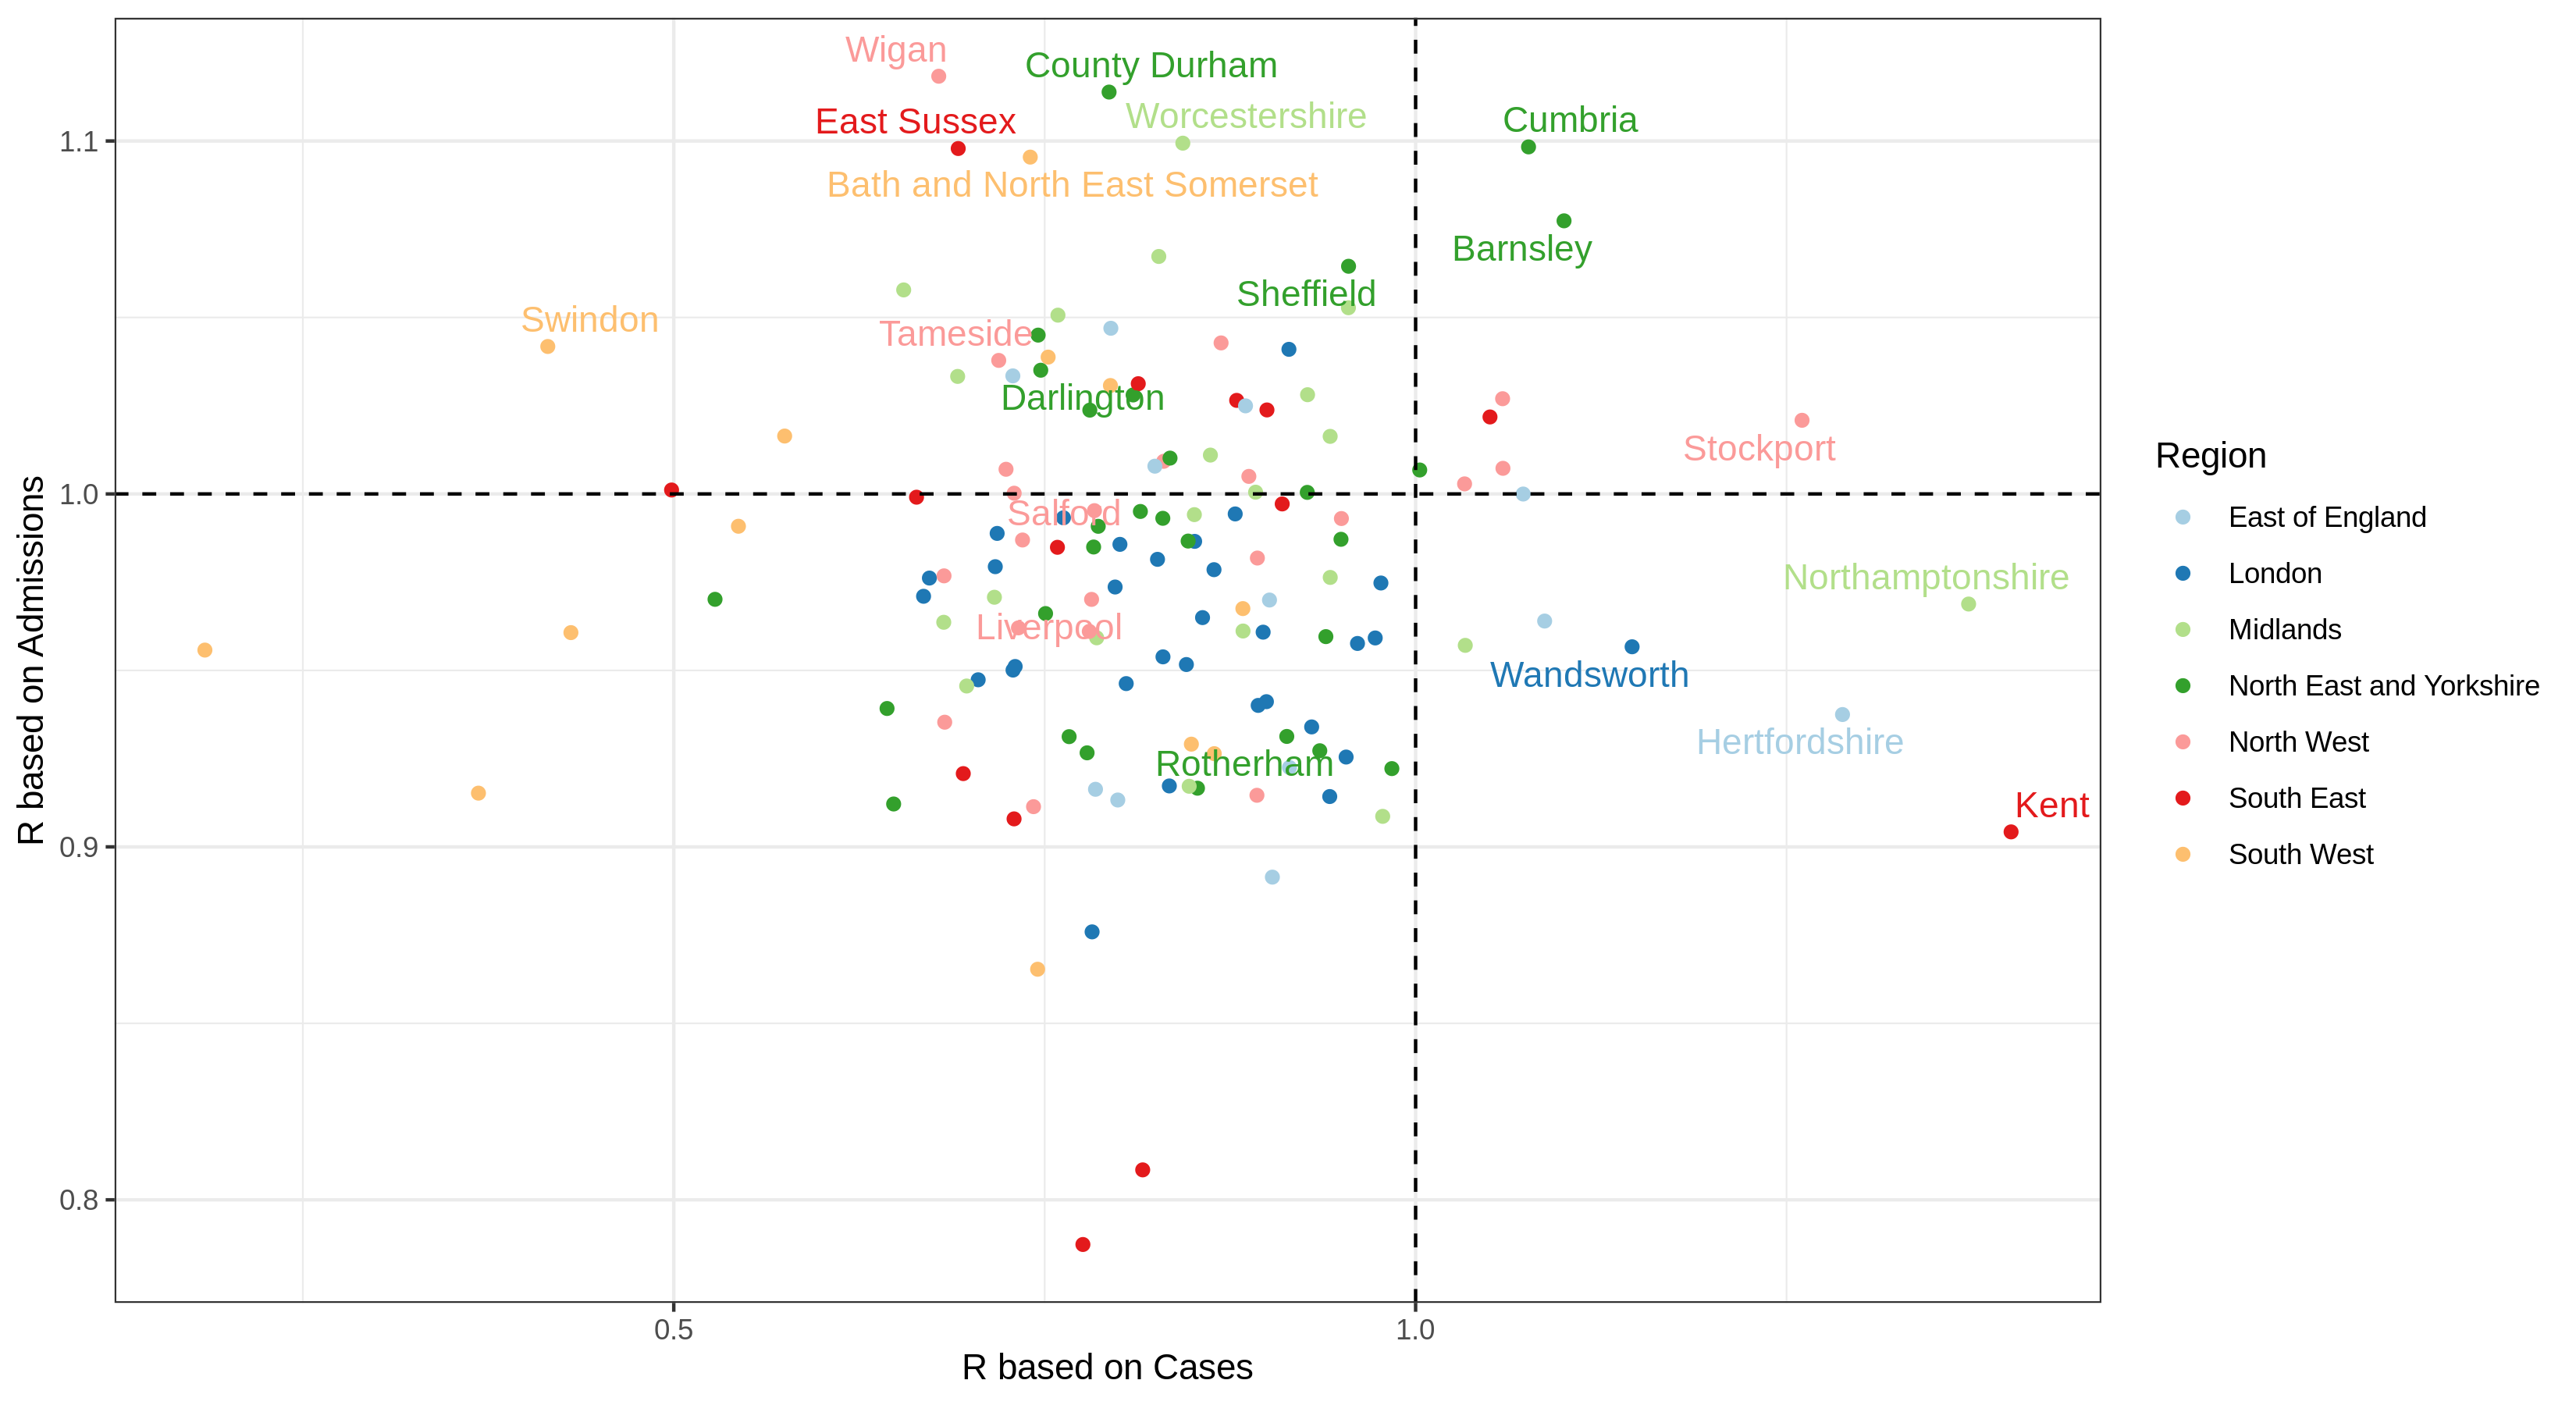 Wigan
County Durham
Worcestershire
East Sussex
Cumbria
Bath and North East Somerset
Barnsley
Sheffield
Swindon
Tameside
Darlington
Stockport
Salford
Northamptonshire
Liverpool
Wandsworth
Hertfordshire
Rotherham
Kent
1.1
1.0
0.9
0.8
R based on Admissions
0.5
1.0
R based on Cases
Region
East of England
London
Midlands
North East and Yorkshire
North West
South East
South West